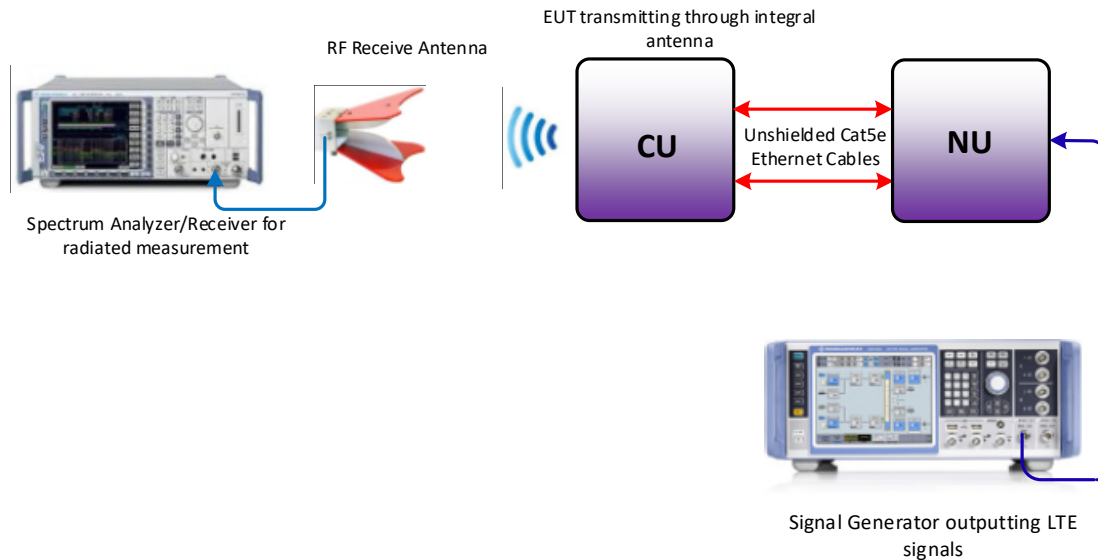 EUT transmitting through integral
antenna
RF Receive Antenna
CU
Unshielded Cat5e
Ethernet Cables
NU
Spectrum Analyzer/Receiver for
radiated measurement
Signal Generator outputting LTE
signals